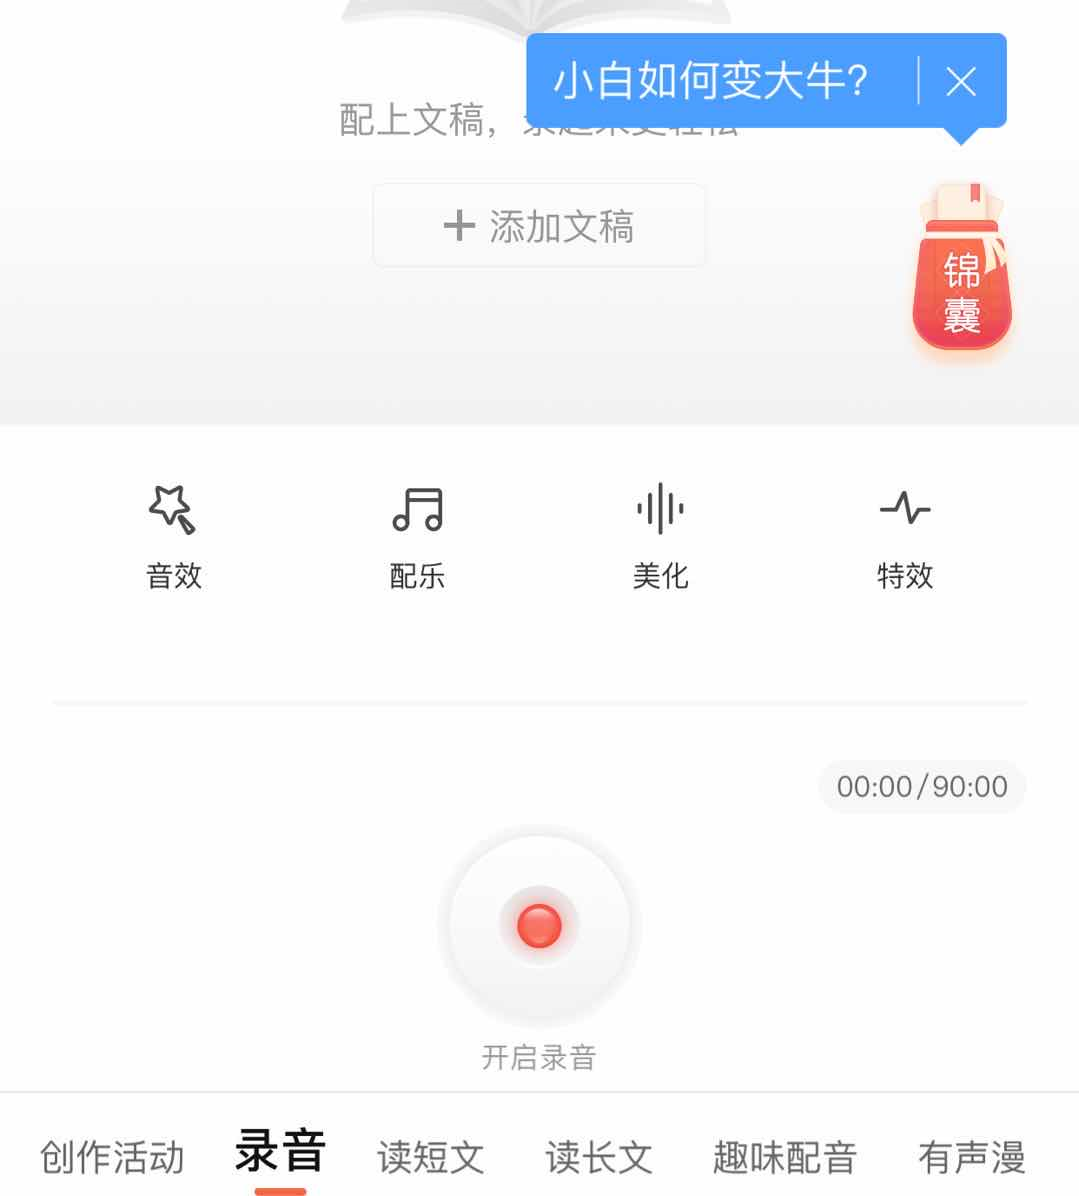 小白如何变大牛?
配上文稿，
+ 添加文稿
锦
囊
音效 配乐 美化 特效
00:00/90:00
开启录音
创作活动 录音 读短文 读长文 趣味配音 有声漫